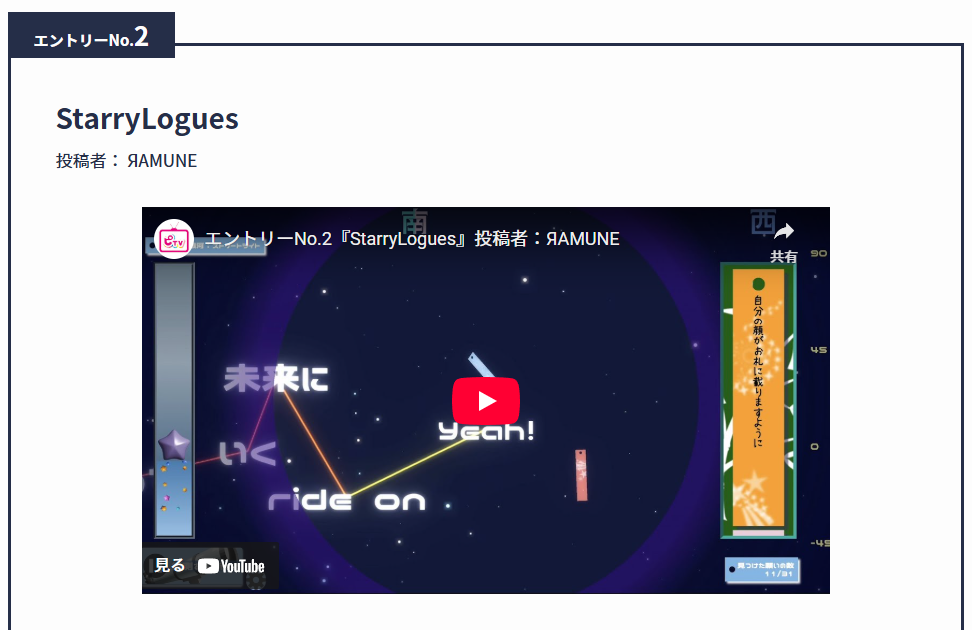 エントリーNo.2
StarryLogues
投稿者： ЯAMUNE
南
西
エントリーNo.2『StarryLogues』投稿者：ЯAMUNE
共有
90
自分の顔がお札に載りますように
45
未来に
yeah!
0
いく
ride on
-45
見る YouTube
見つけた願いの数
11/31